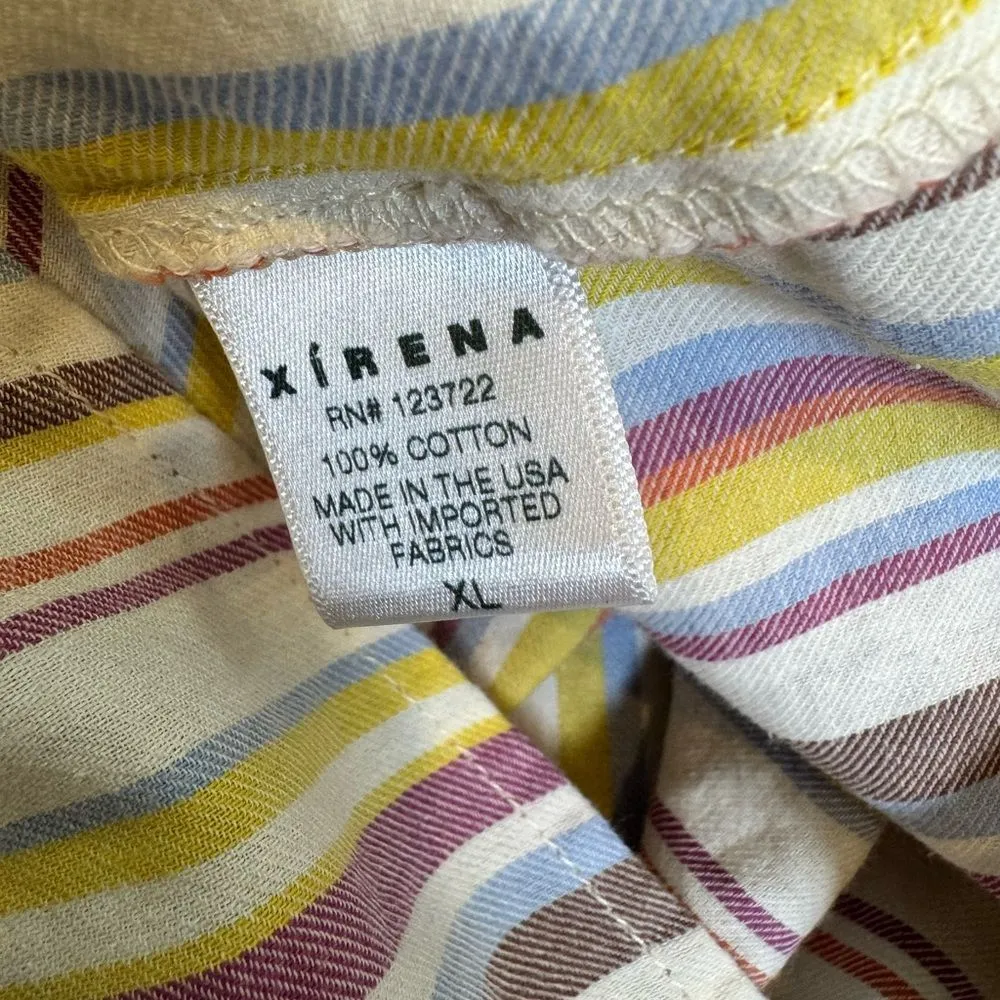 XÍRENA
RN# 123722
100% COTTON
MADE IN THE USA
WITH IMPORTED
FABRICS
XL